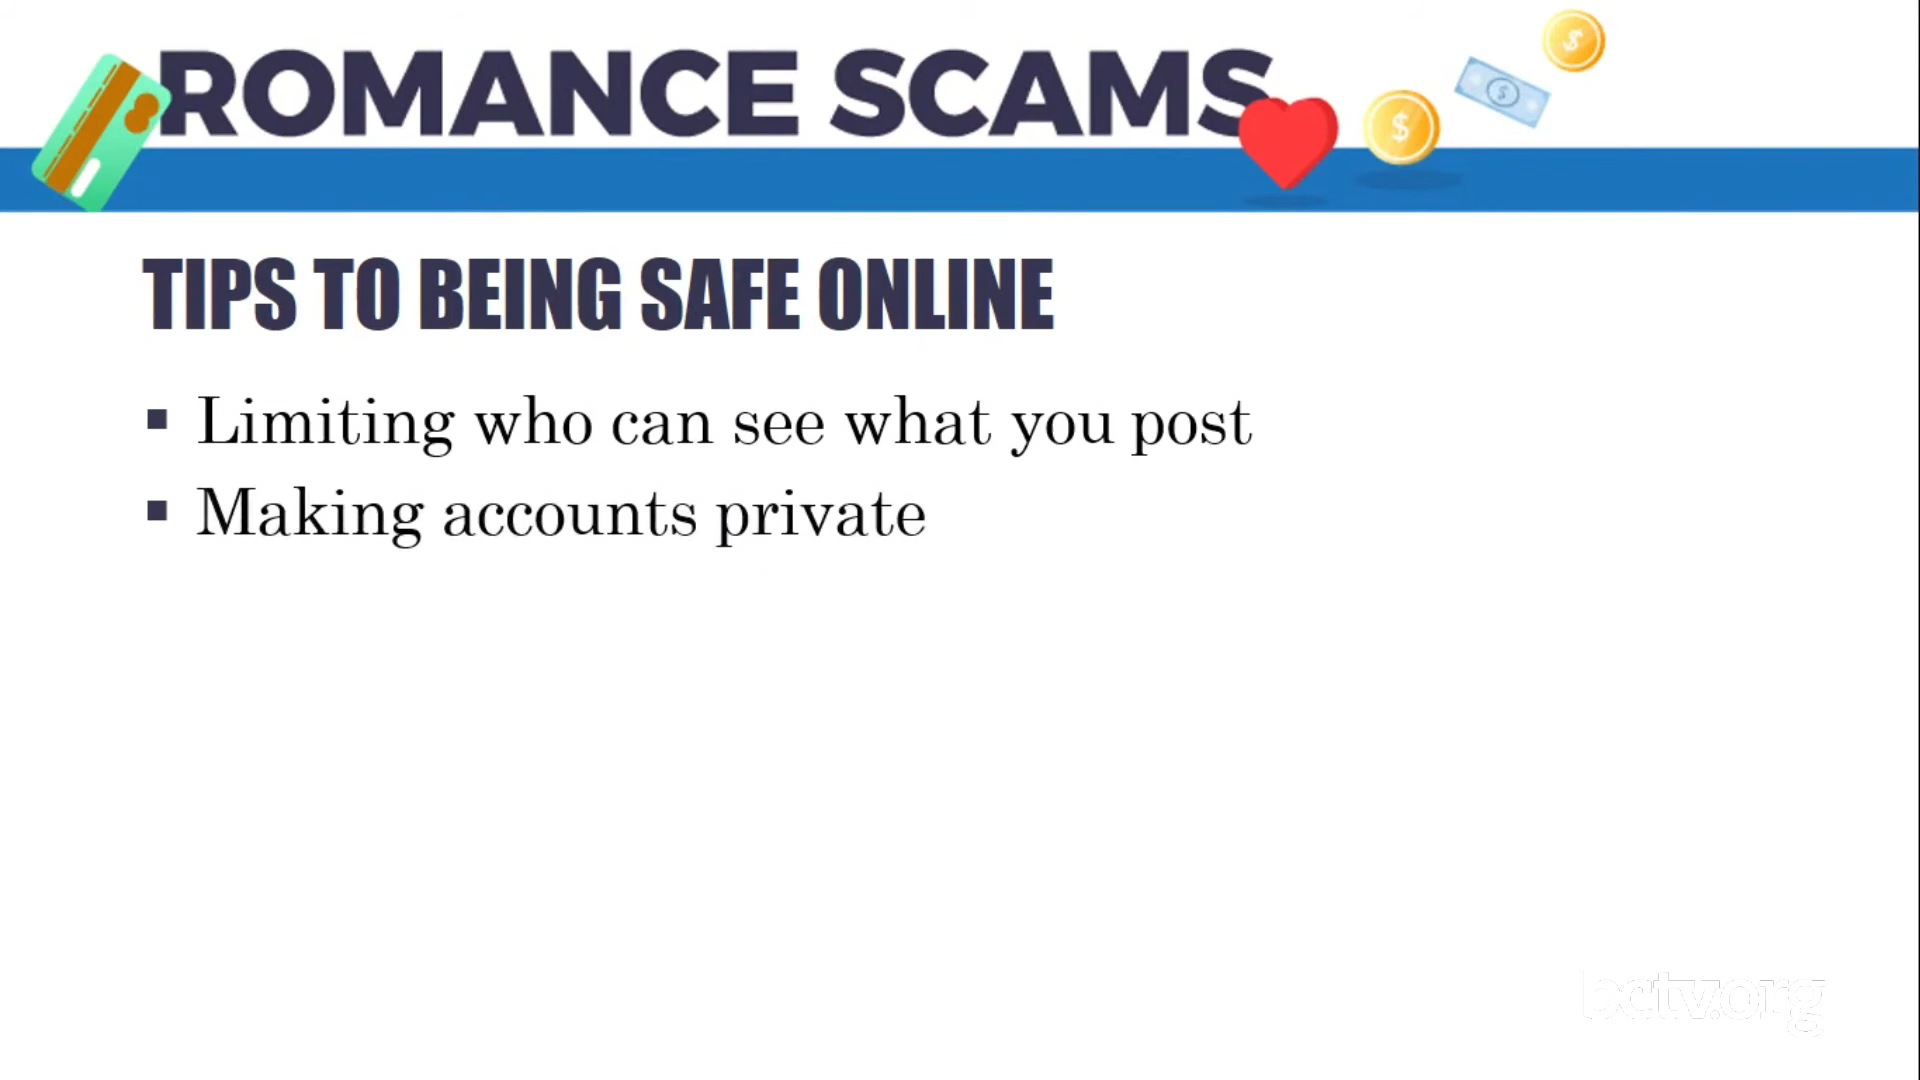 ROMANCE SCAMS
TIPS TO BEING SAFE ONLINE
▪ Limiting who can see what you post
▪ Making accounts private
bctv.org